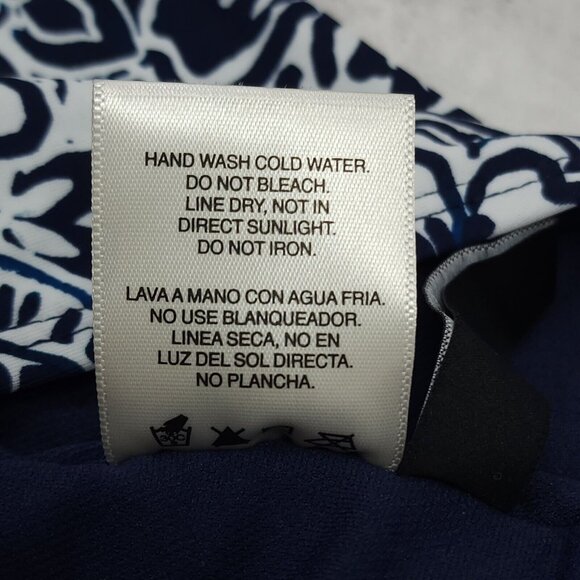 HAND WASH COLD WATER.
DO NOT BLEACH.
LINE DRY, NOT IN
DIRECT SUNLIGHT.
DO NOT IRON.
LAVA A MANO CON AGUA FRIA.
NO USE BLANQUEADOR.
LINEA SECA, NO EN
LUZ DEL SOL DIRECTA.
NO PLANCHA.